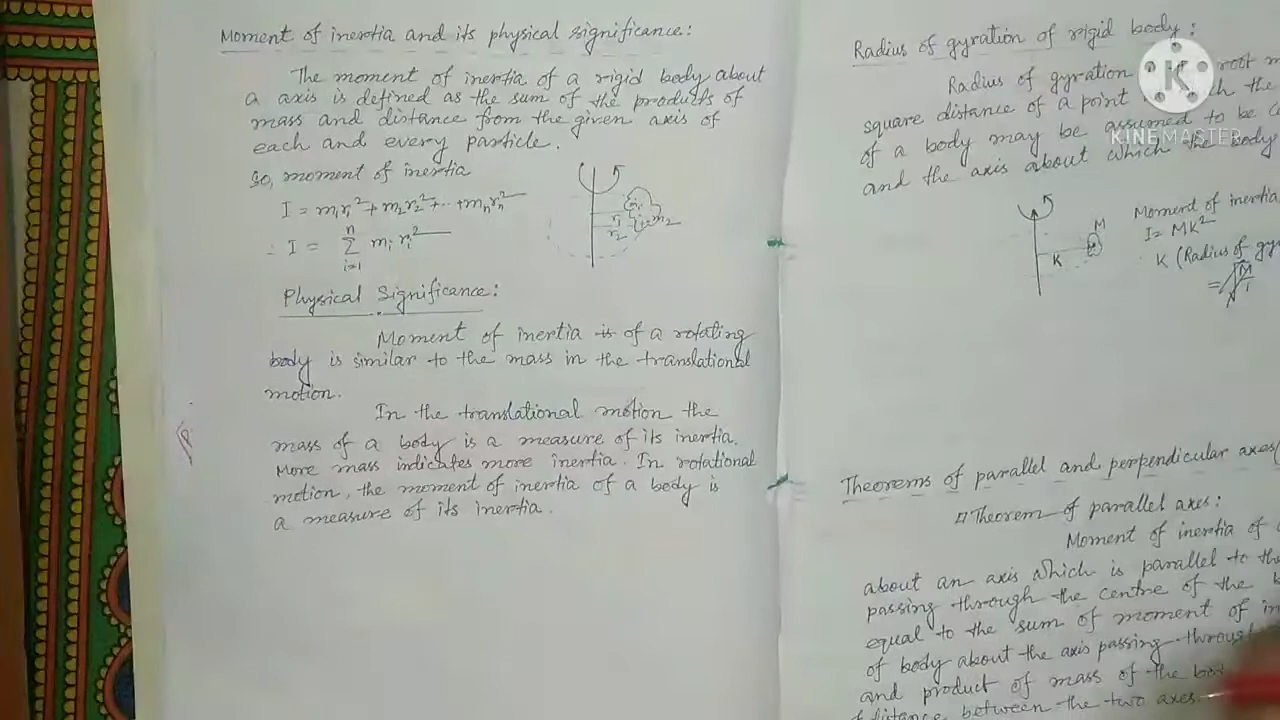 Moment of inertia and its physical significance:
The moment of inertia of a rigid body about
a axis is defined as the sum of the products of
mass and distance from the given axis of
each and every particle.
So, moment of inertia
I = m₁r₁² + m₂r₂² + ·· + mₙrₙ²
∴ I = n∑i=1 mᵢ rᵢ²
r₁ m₁
r₂ m₂
Physical Significance:
Moment of inertia is of a rotating
body is similar to the mass in the translational
motion.
In the translational motion the
mass of a body is a measure of its inertia.
More mass indicates more inertia. In rotational
motion, the moment of inertia of a body is
a measure of its inertia.
Radius of gyration of rigid body:
Radius of gyration root
square distance of a point the
of a body may be assumed to be
and the axis about which the body
Moment of inertia
M
I = MK²
K
K (Radius of
Theorems of parallel and perpendicular axes
Theorem of parallel axes:
Moment of inertia of
about an axis which is parallel to the
passing through the centre of the
equal to the sum of moment of
of body about the axis passing through
and product of mass of the
distance between the two axes.
K
KINEMASTER